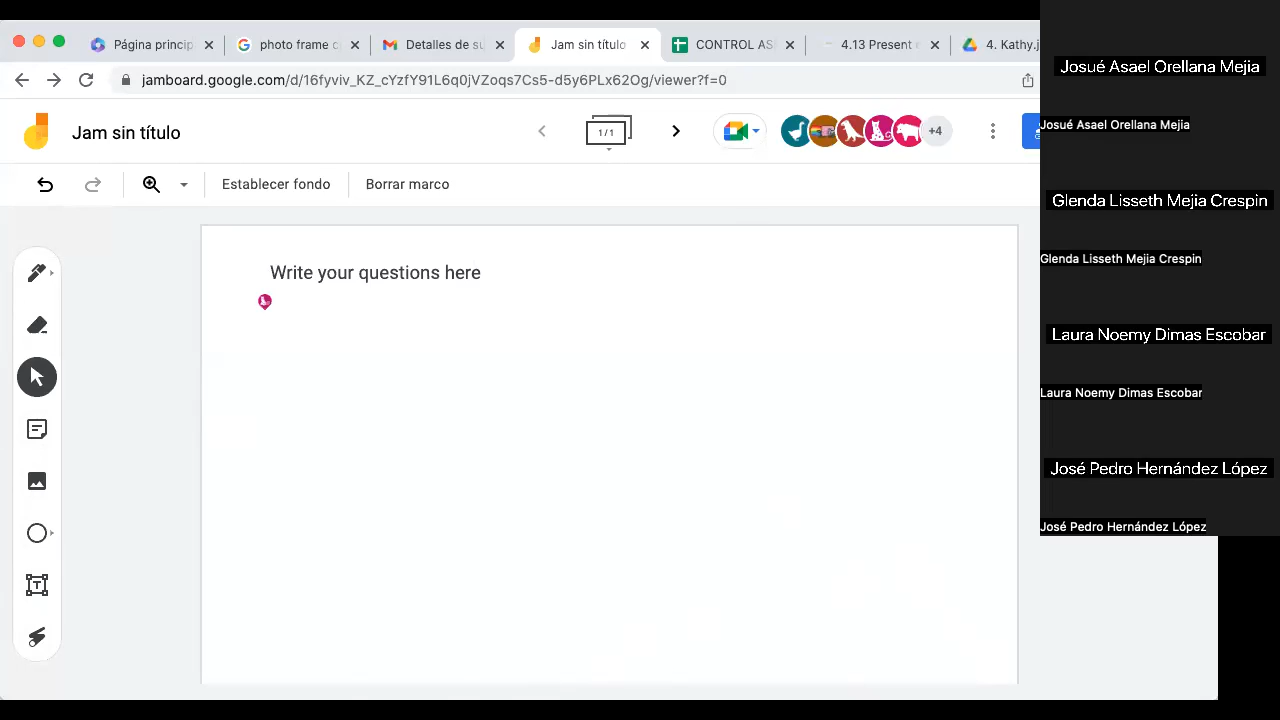 Página princip
photo frame c
Detalles de su
Jam sin título
CONTROL AS
4.13 Present
4. Kathy.j
jamboard.google.com/d/16fyviv_KZ_cYzfY91L6q0jVZoqs7Cs5-d5y6PLx62Og/viewer?f=0
Jam sin título
1/1
+4
Establecer fondo
Borrar marco
Write your questions here
Josué Asael Orellana Mejia
Josué Asael Orellana Mejia
Glenda Lisseth Mejia Crespin
Glenda Lisseth Mejia Crespin
Laura Noemy Dimas Escobar
Laura Noemy Dimas Escobar
José Pedro Hernández López
José Pedro Hernández López